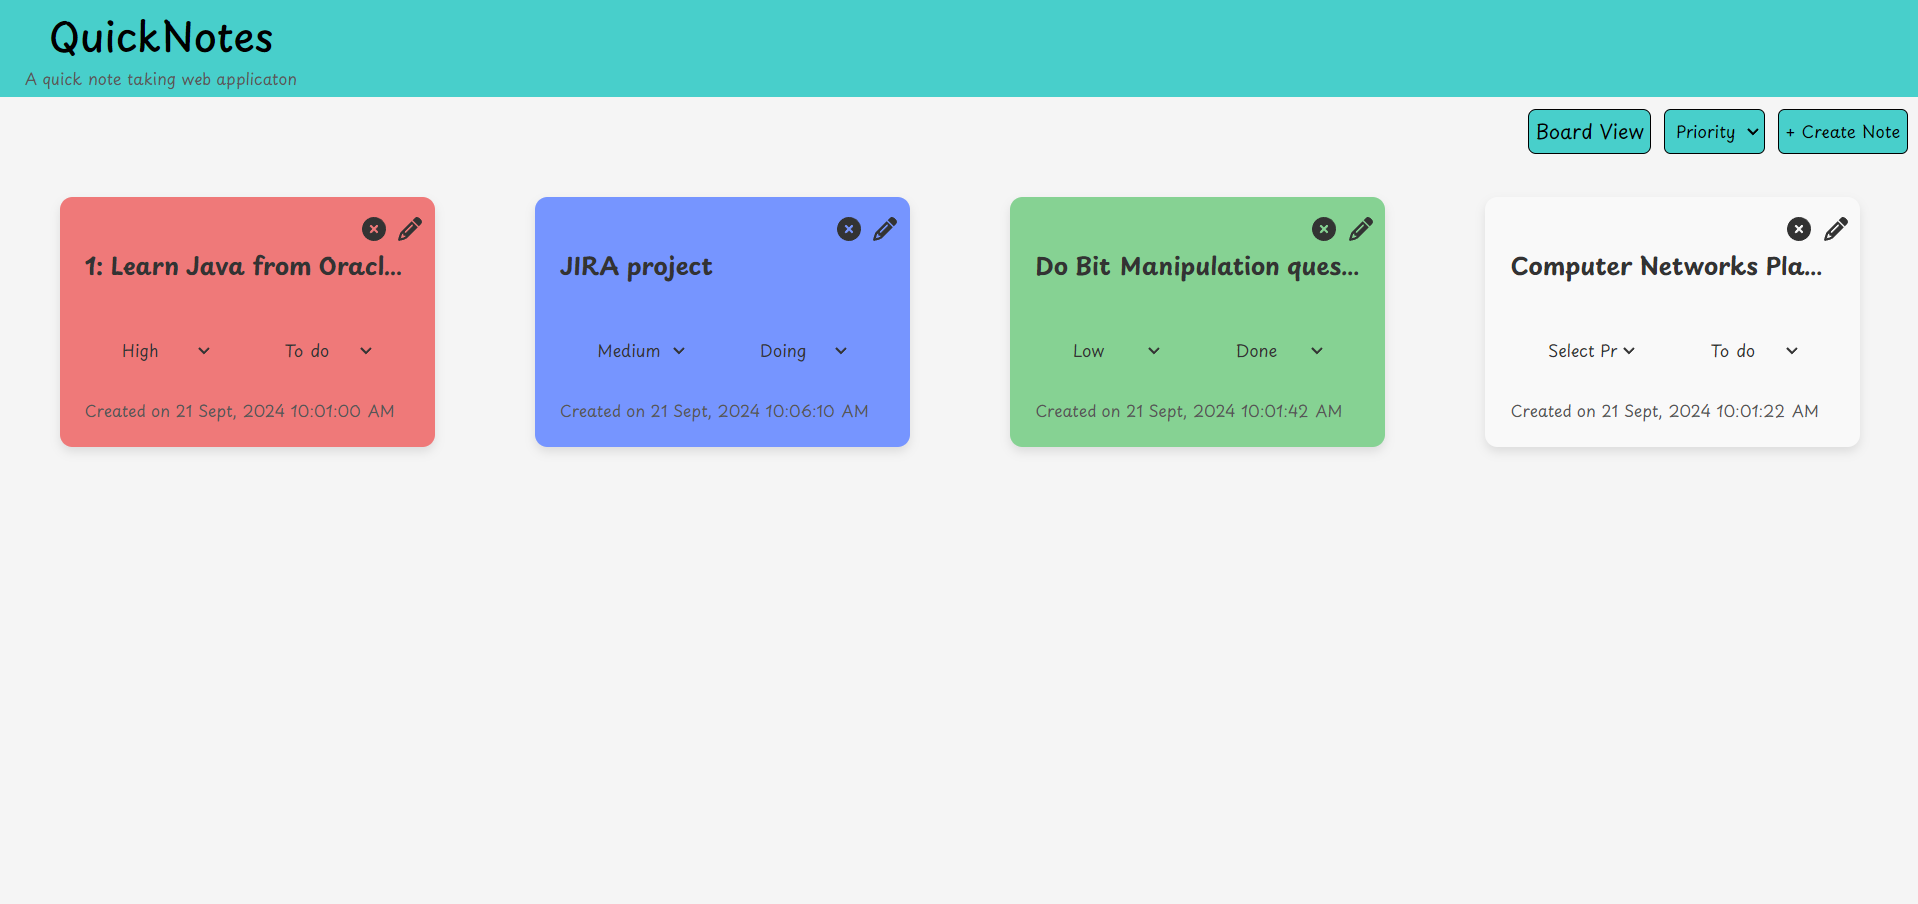 QuickNotes
A quick note taking web applicaton
Board View
Priority
+ Create Note
1: Learn Java from Oracl...
High
To do
Created on 21 Sept, 2024 10:01:00 AM
JIRA project
Medium
Doing
Created on 21 Sept, 2024 10:06:10 AM
Do Bit Manipulation ques...
Low
Done
Created on 21 Sept, 2024 10:01:42 AM
Computer Networks Pla...
Select Pr
To do
Created on 21 Sept, 2024 10:01:22 AM